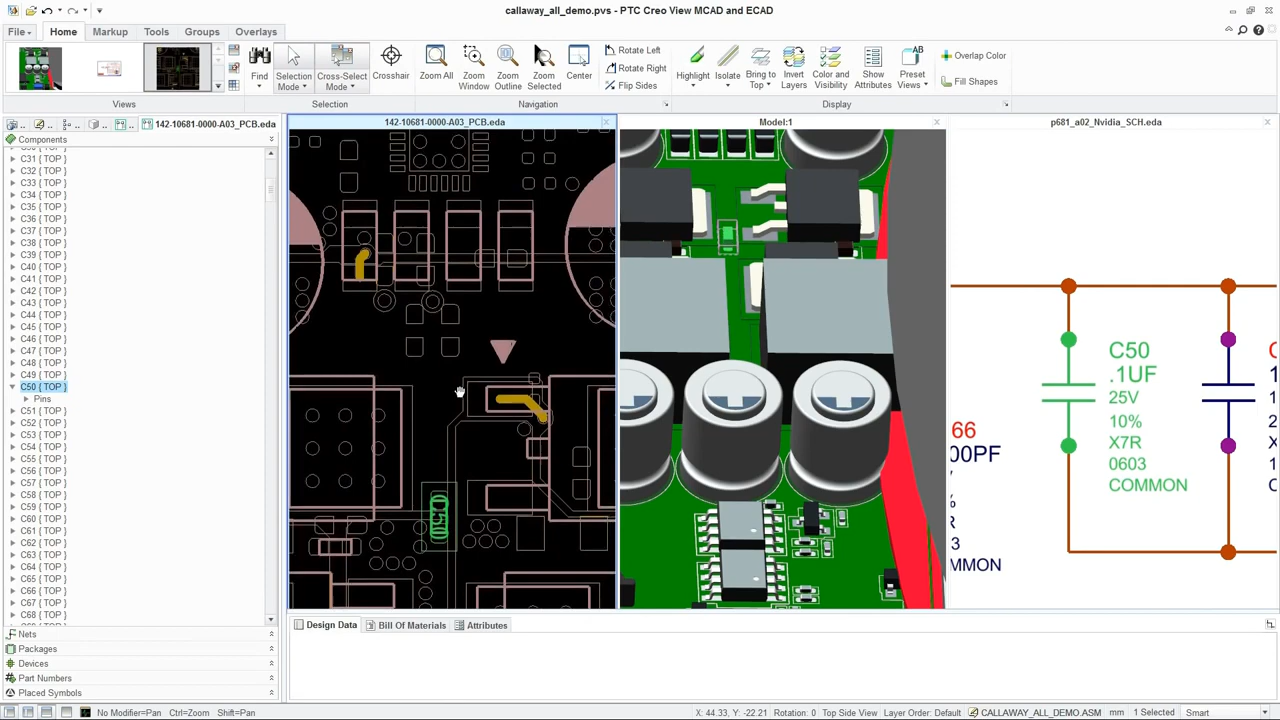 callaway_all_demo.pvs - PTC Creo View MCAD and ECAD
File
Home
Markup
Tools
Groups
Overlays
Find
Selection Mode
Cross-Select Mode
Crosshair
Zoom All
Zoom Window
Zoom Outline
Zoom Selected
Center
Rotate Left
Rotate Right
Flip Sides
Highlight
Isolate
Bring to Top
Invert Layers
Color and Visibility
Show Attributes
Preset Views
Overlap Color
Fill Shapes
Views
Selection
Navigation
Display
142-10681-0000-A03_PCB.eda
Components
C31 { TOP }
C32 { TOP }
C33 { TOP }
C34 { TOP }
C35 { TOP }
C36 { TOP }
C37 { TOP }
C38 { TOP }
C39 { TOP }
C40 { TOP }
C41 { TOP }
C42 { TOP }
C43 { TOP }
C44 { TOP }
C45 { TOP }
C46 { TOP }
C47 { TOP }
C48 { TOP }
C49 { TOP }
C50 { TOP }
Pins
C51 { TOP }
C52 { TOP }
C53 { TOP }
C54 { TOP }
C55 { TOP }
C56 { TOP }
C57 { TOP }
C58 { TOP }
C59 { TOP }
C60 { TOP }
C61 { TOP }
C62 { TOP }
C63 { TOP }
C64 { TOP }
C65 { TOP }
C66 { TOP }
C67 { TOP }
C68 { TOP }
Nets
Packages
Devices
Part Numbers
Placed Symbols
142-10681-0000-A03_PCB.eda
Model:1
p681_a02_Nvidia_SCH.eda
C50
.1UF
25V
10%
X7R
0603
COMMON
66
00PF
MMON
Design Data
Bill Of Materials
Attributes
No Modifier=Pan
Ctrl=Zoom
Shift=Pan
X: 44.33, Y: -22.21
Rotation: 0
Top Side View
Layer Order: Default
CALLAWAY_ALL_DEMO.ASM
mm
1 Selected
Smart